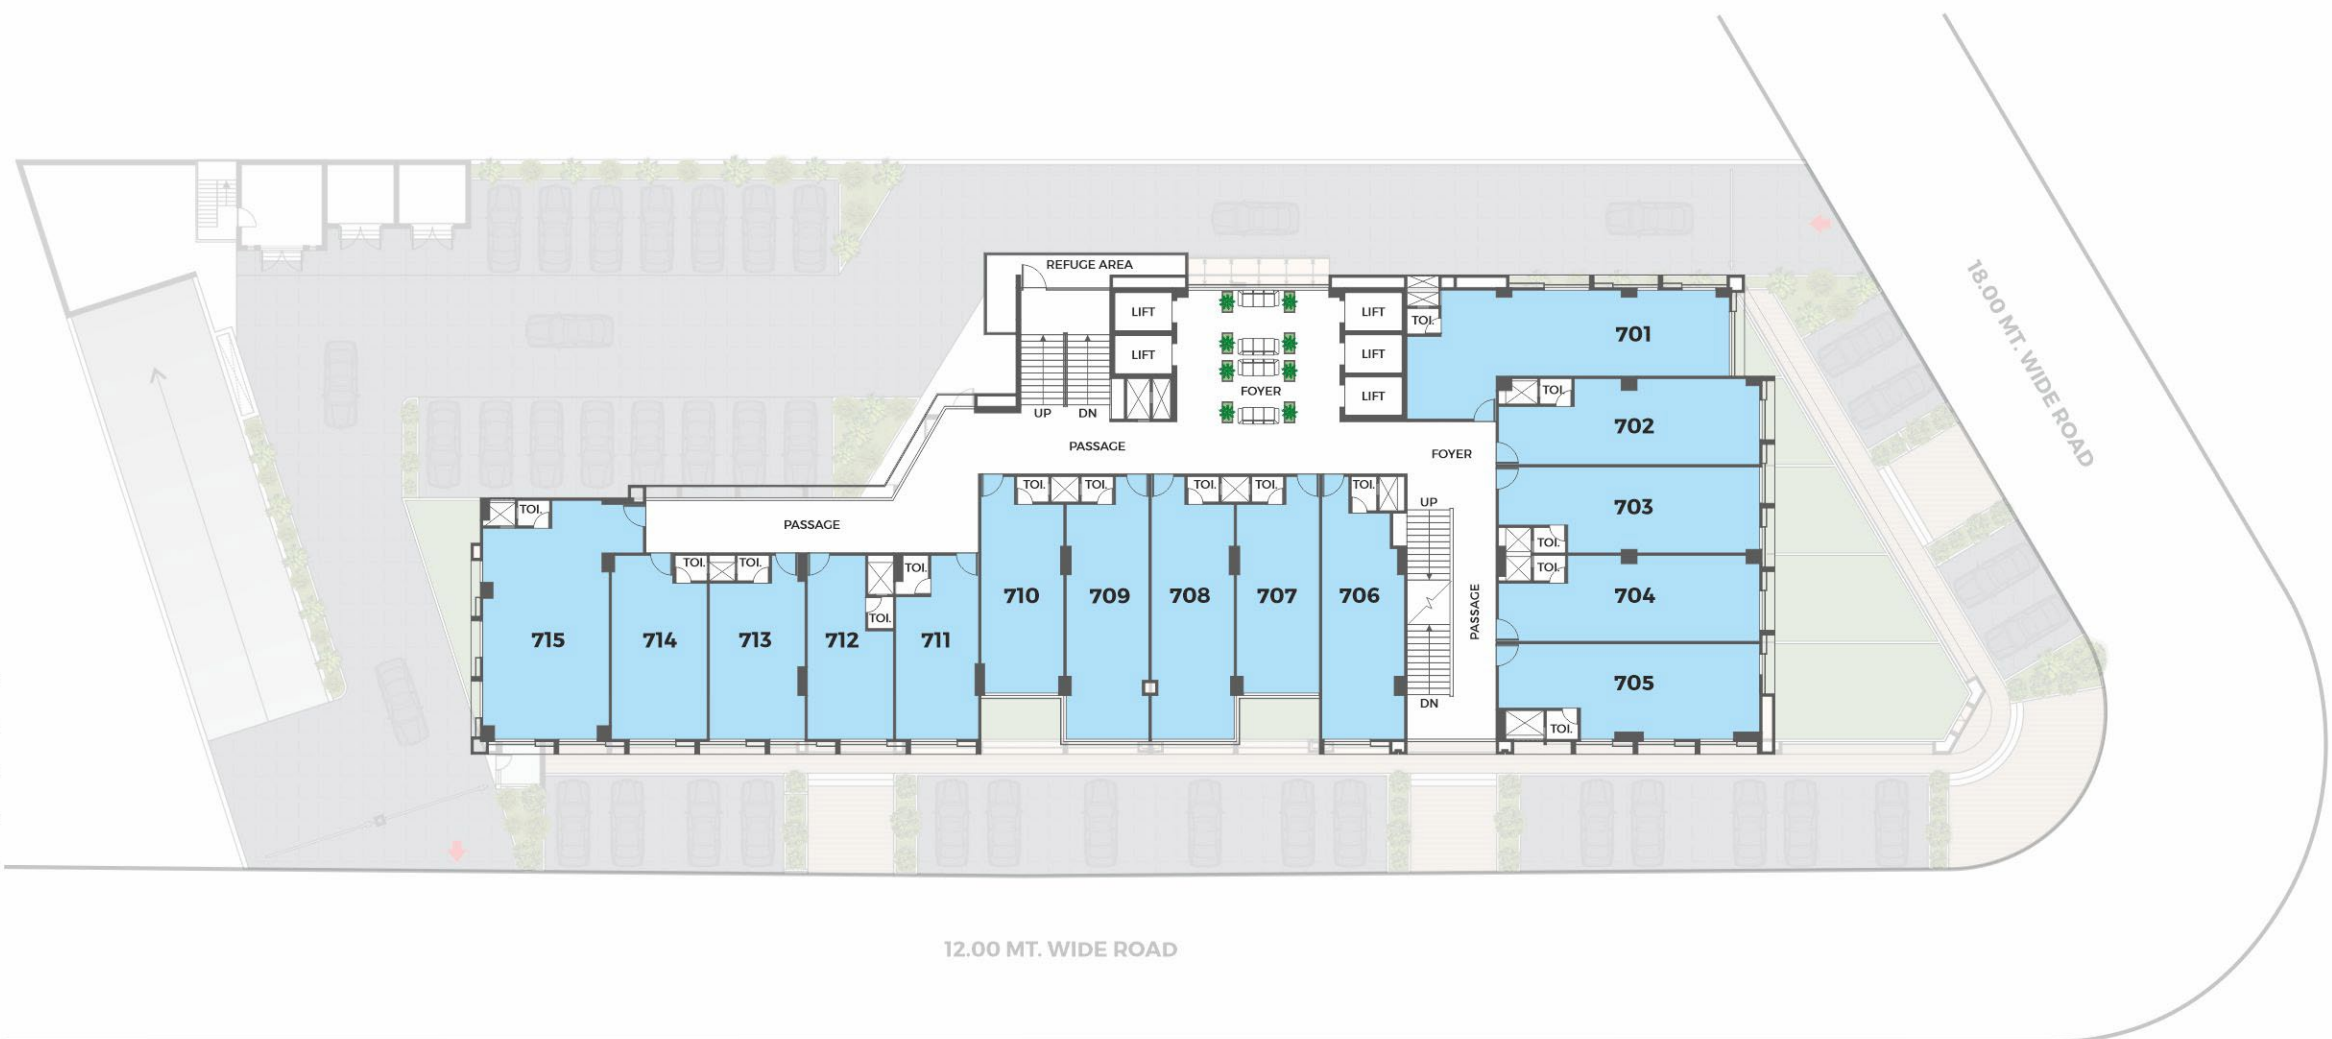 REFUGE AREA
LIFT
LIFT
LIFT
LIFT
LIFT
FOYER
UP
DN
PASSAGE
FOYER
PASSAGE
UP
DN
PASSAGE
TOI.
701
TOI.
702
703
TOI.
TOI.
704
705
TOI.
TOI.
TOI.
TOI.
TOI.
TOI.
710
709
708
707
706
TOI.
TOI.
TOI.
TOI.
TOI.
715
714
713
712
711
18.00 MT. WIDE ROAD
12.00 MT. WIDE ROAD